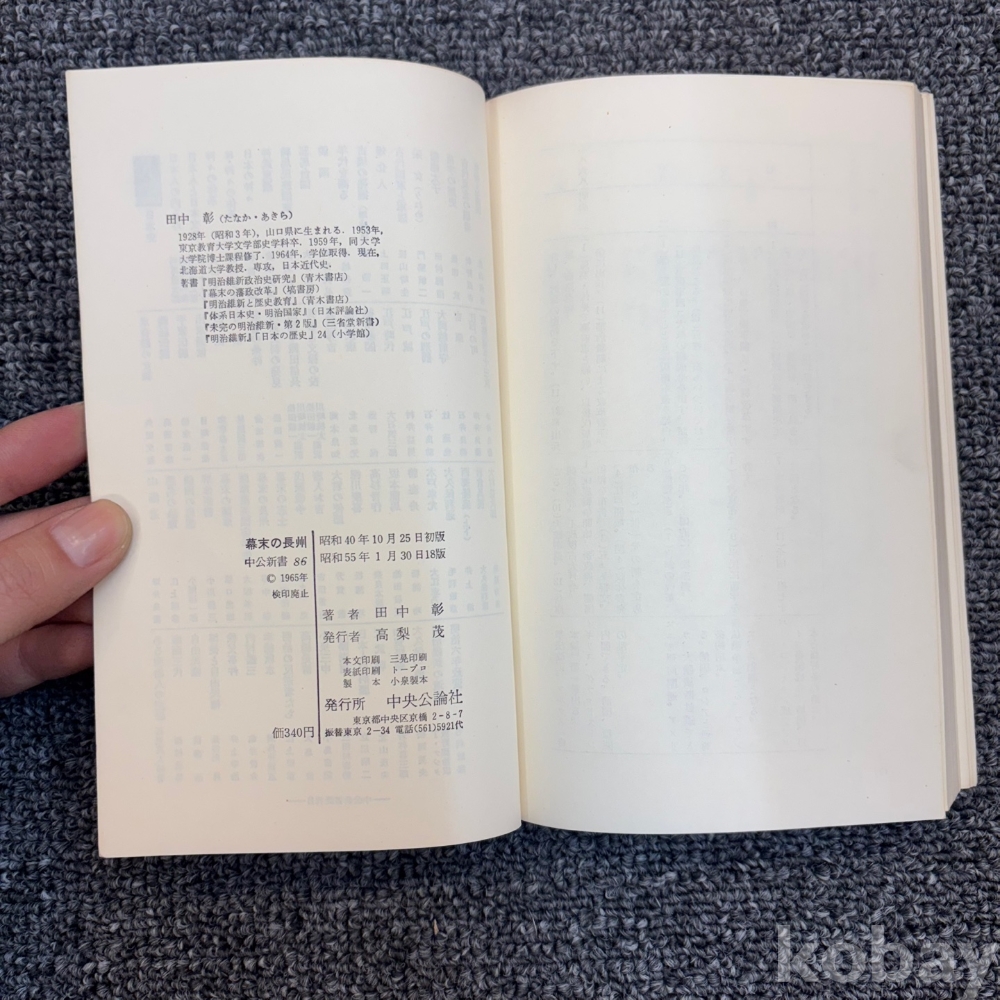 田中　彰（たなか・あきら）
1928年（昭和3年），山口県に生まれる．1953年，
東京教育大学文学部史学科卒．1959年，同大学
大学院博士課程修了．1964年，学位取得．現在，
北海道大学教授．専攻，日本近代史．
著書『明治維新政治史研究』（青木書店）
『幕末の藩政改革』（塙書房）
『明治維新と歴史教育』（青木書店）
『体系日本史・明治国家』（日本評論社）
『未完の明治維新・第2版』（三省堂新書）
『明治維新』「日本の歴史」24（小学館）
幕末の長州
中公新書 86
© 1965年
検印廃止
価340円
昭和40年10月25日初版
昭和55年1月30日18版
著者　田中　彰
発行者　高梨　茂
本文印刷　三晃印刷
表紙印刷　トープロ
製本　小泉製本
発行所　中央公論社
東京都中央区京橋2-8-7
振替東京2-34 電話(561)5921代
kobay